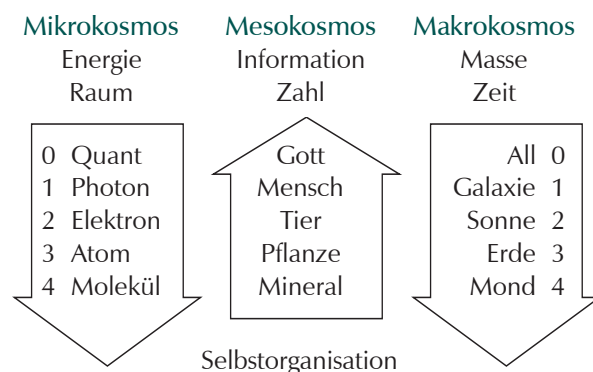 Mikrokosmos Mesokosmos Makrokosmos
Energie Information Masse
Raum Zahl Zeit
0 Quant Gott All 0
1 Photon Mensch Galaxie 1
2 Elektron Tier Sonne 2
3 Atom Pflanze Erde 3
4 Molekül Mineral Mond 4
Selbstorganisation